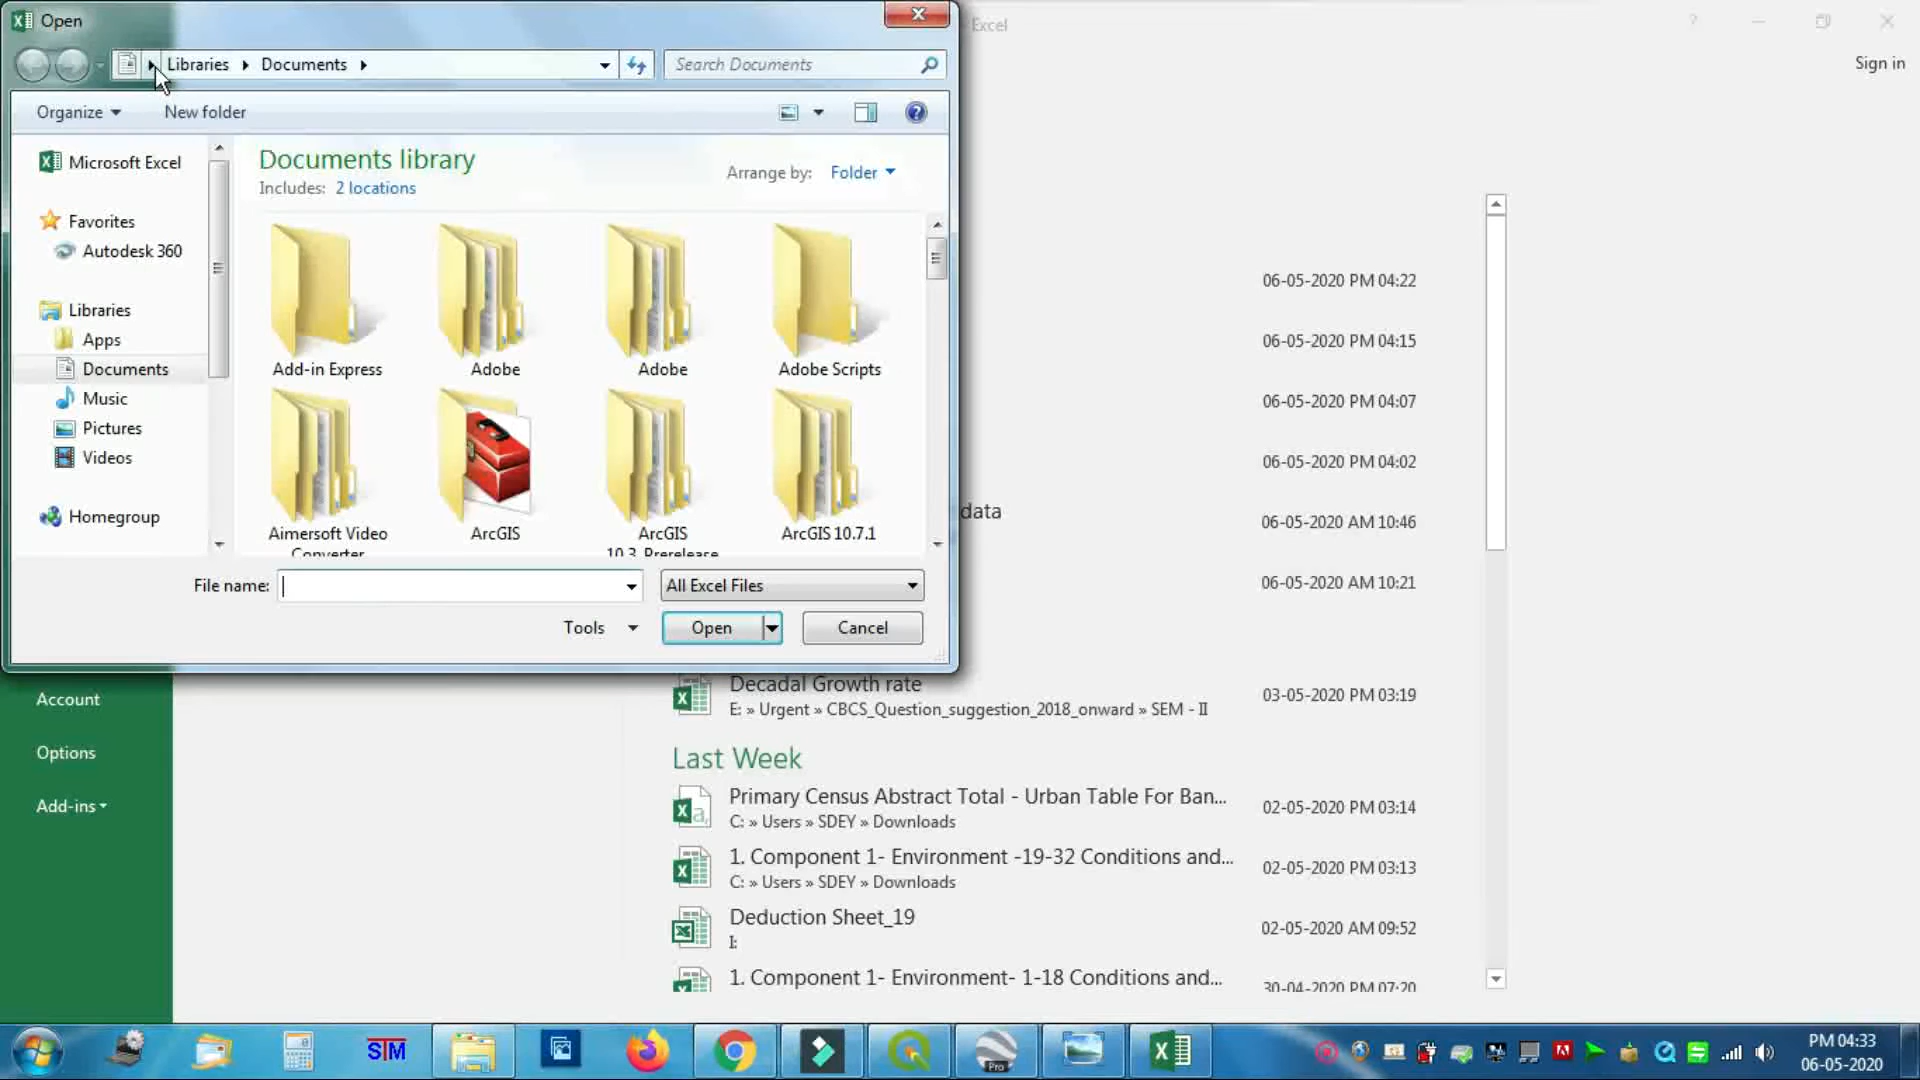 Open
Excel
Sign in
Libraries
Documents
Search Documents
Organize
New folder
Microsoft Excel
Favorites
Autodesk 360
Libraries
Apps
Documents
Music
Pictures
Videos
Homegroup
Documents library
Includes: 2 locations
Arrange by: Folder
Add-in Express
Adobe
Adobe
Adobe Scripts
Aimersoft Video
Converter
ArcGIS
ArcGIS
10.3 Prerelease
ArcGIS 10.7.1
File name:
All Excel Files
Tools
Open
Cancel
06-05-2020 PM 04:22
06-05-2020 PM 04:15
06-05-2020 PM 04:07
06-05-2020 PM 04:02
data
06-05-2020 AM 10:46
06-05-2020 AM 10:21
Account
Options
Add-ins
Decadal Growth rate
E: » Urgent » CBCS_Question_suggestion_2018_onward » SEM - II
03-05-2020 PM 03:19
Last Week
Primary Census Abstract Total - Urban Table For Ban...
C: » Users » SDEY » Downloads
02-05-2020 PM 03:14
1. Component 1- Environment -19-32 Conditions and...
C: » Users » SDEY » Downloads
02-05-2020 PM 03:13
Deduction Sheet_19
I:
02-05-2020 AM 09:52
1. Component 1- Environment- 1-18 Conditions and...
30-04-2020 PM 07:20
STM
Pro
PM 04:33
06-05-2020